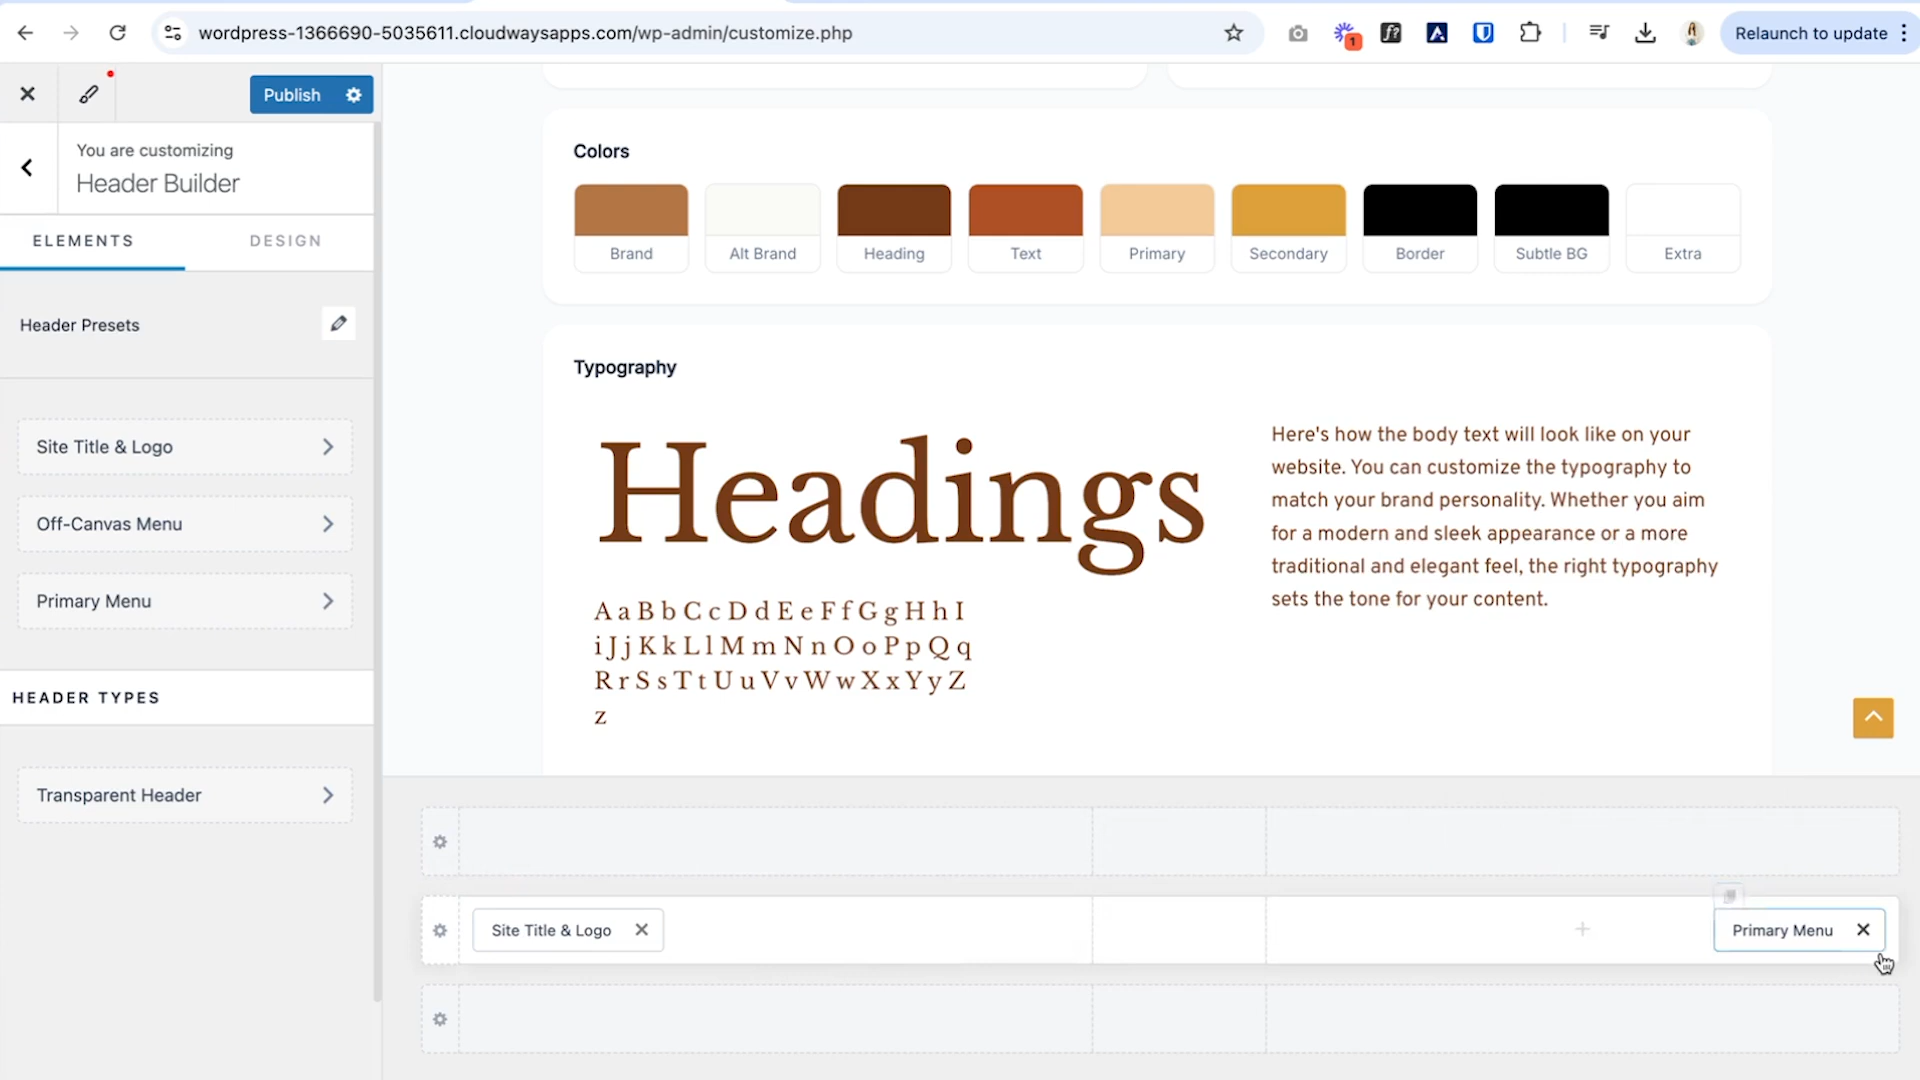 wordpress-1366690-5035611.cloudwaysapps.com/wp-admin/customize.php
1
Relaunch to update
Publish
You are customizing
Header Builder
ELEMENTS
DESIGN
Header Presets
Site Title & Logo
Off-Canvas Menu
Primary Menu
HEADER TYPES
Transparent Header
Colors
Brand
Alt Brand
Heading
Text
Primary
Secondary
Border
Subtle BG
Extra
Typography
Headings
A a B b C c D d E e F f G g H h I
i J j K k L l M m N n O o P p Q q
R r S s T t U u V v W w X x Y y Z
z
Here's how the body text will look like on your
website. You can customize the typography to
match your brand personality. Whether you aim
for a modern and sleek appearance or a more
traditional and elegant feel, the right typography
sets the tone for your content.
Site Title & Logo
Primary Menu